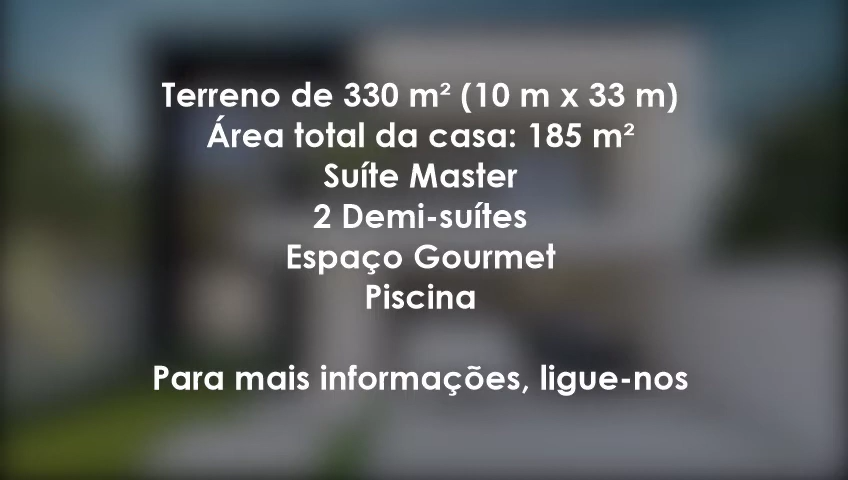 Terreno de 330 m² (10 m x 33 m)
Área total da casa: 185 m²
Suíte Master
2 Demi-suítes
Espaço Gourmet
Piscina
Para mais informações, ligue-nos